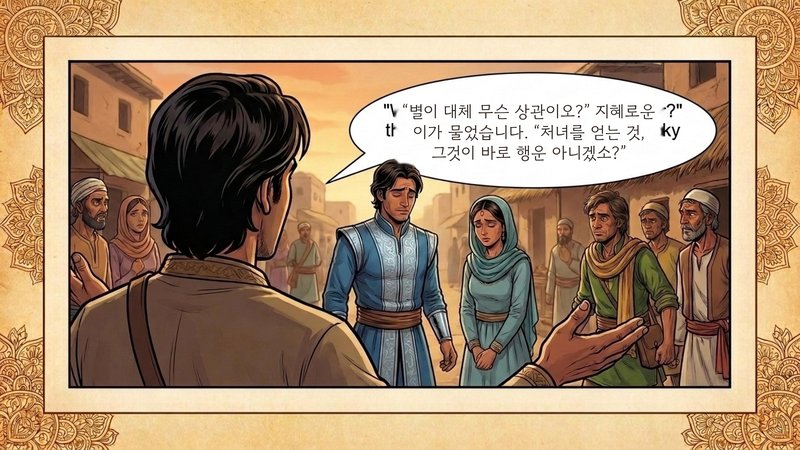 “별이 대체 무슨 상관이오?” 지혜로운
이가 물었습니다. “처녀를 얻는 것,
그것이 바로 행운 아니겠소?”